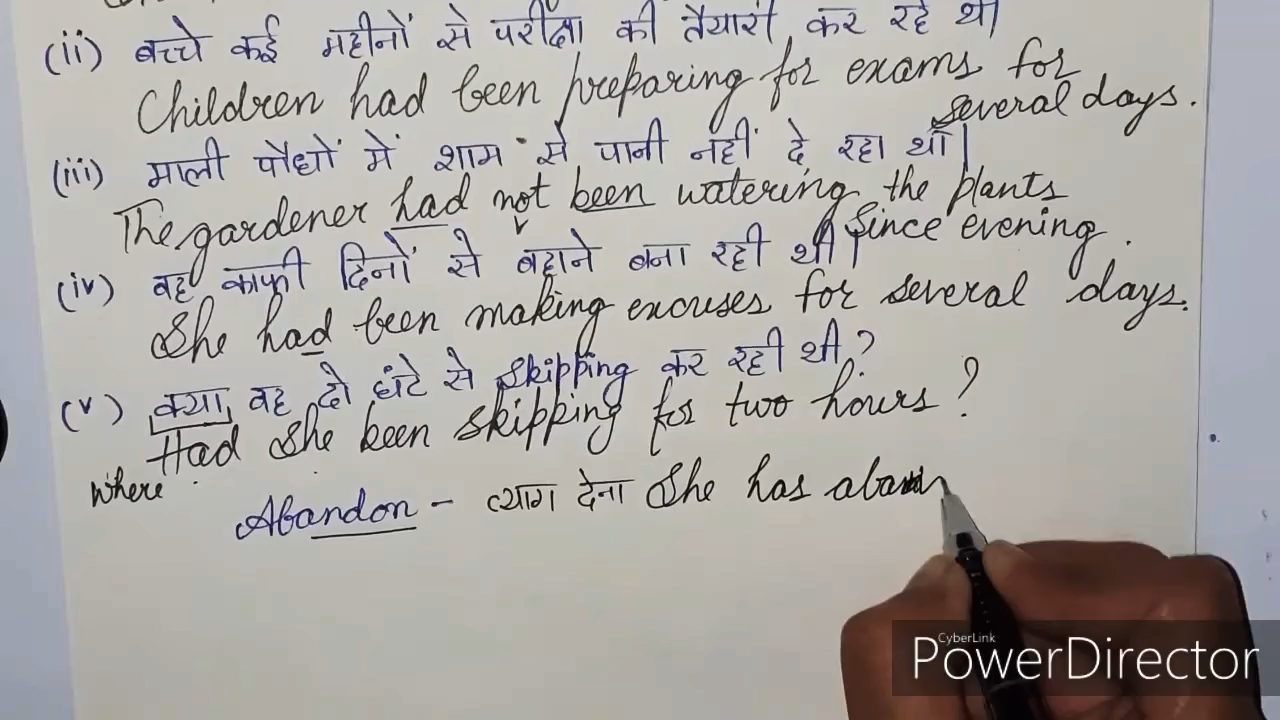 (ii) बच्चे कई महीनों से परीक्षा की तैयारी कर रहे थे
Children had been preparing for exams for
several days.
(iii) माली पौधों में शाम से पानी नहीं दे रहा था।
The gardener had not been watering the plants
since evening.
(iv) वह काफी दिनों से बहाने बना रही थी।
She had been making excuses for several days.
(v) क्या वह दो घंटे से skipping कर रही थी?
Had she been skipping for two hours?
where
Abandon - त्याग देना She has
CyberLink
PowerDirector